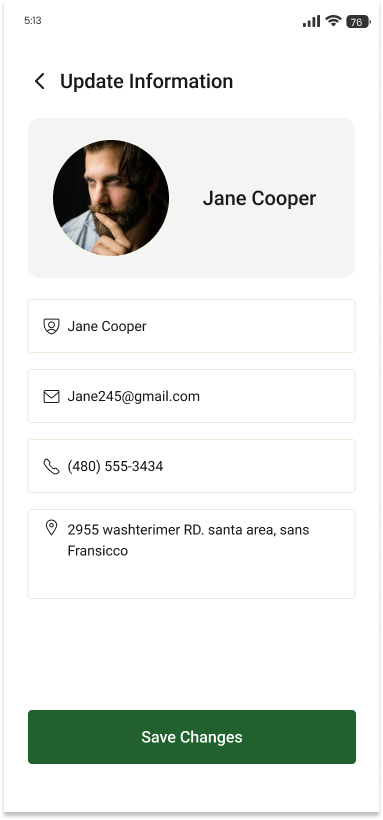 5:13
76
Update Information
Jane Cooper
Jane Cooper
Jane245@gmail.com
(480) 555-3434
2955 washterimer RD. santa area, sans
Fransicco
Save Changes